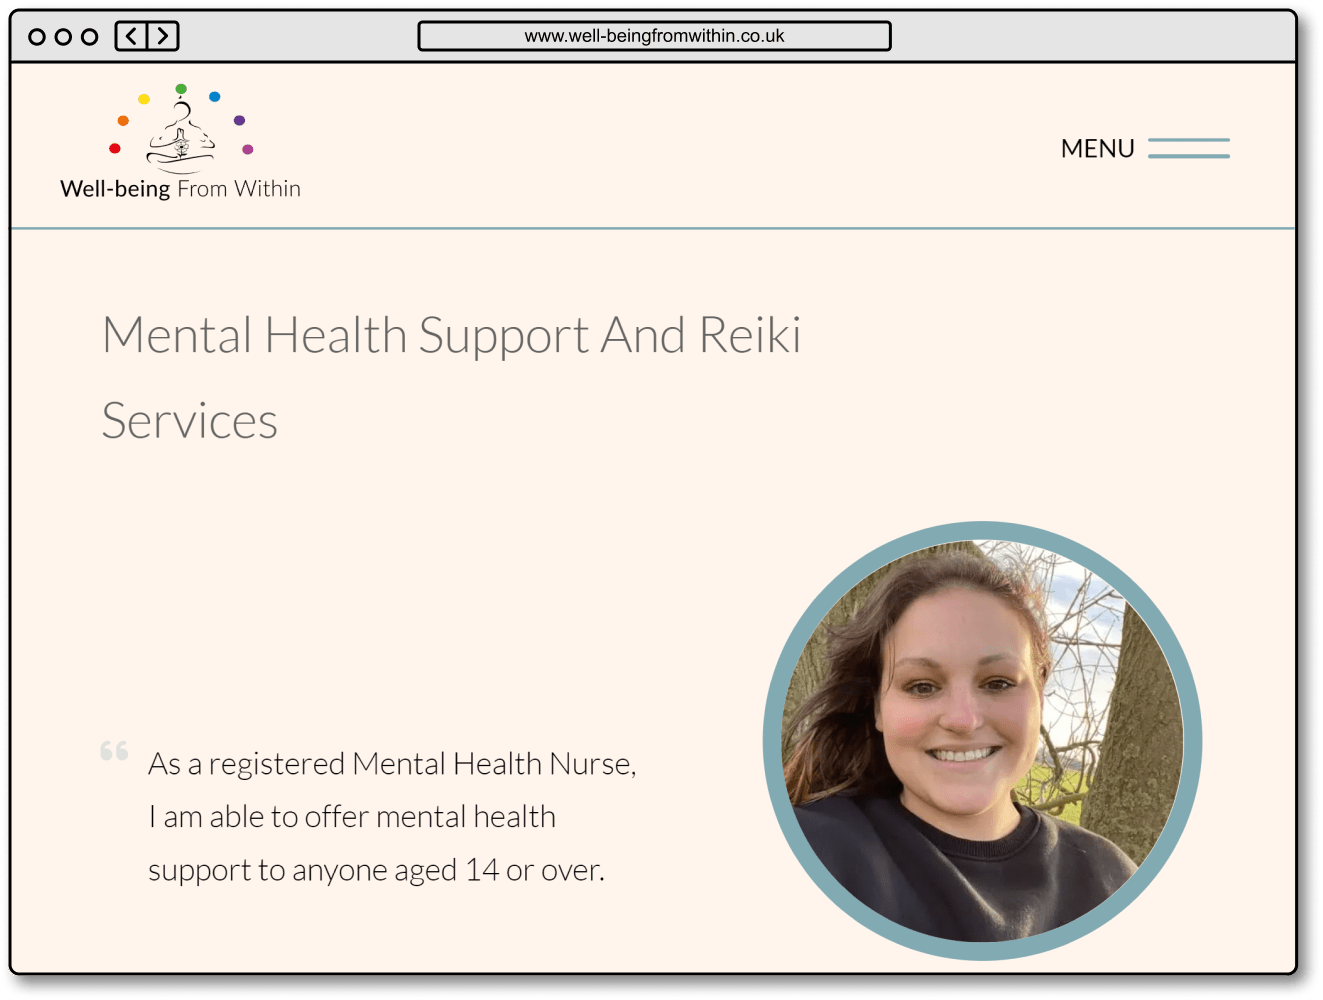 www.well-beingfromwithin.co.uk
Well-being From Within
MENU
Mental Health Support And Reiki
Services
“ As a registered Mental Health Nurse,
I am able to offer mental health
support to anyone aged 14 or over.